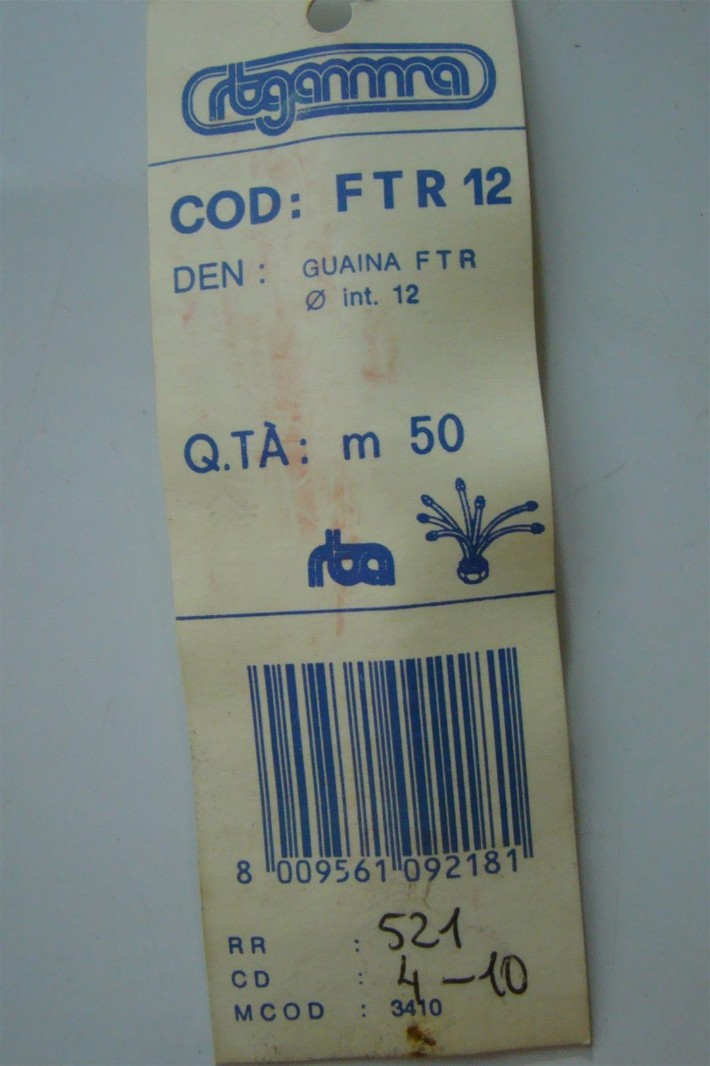 rtgamma
COD: FTR 12
DEN: GUAINA FTR
Ø int. 12
Q.TÀ: m 50
rta
8 009561 092181
RR : 521
CD : 4-10
MCOD : 3410